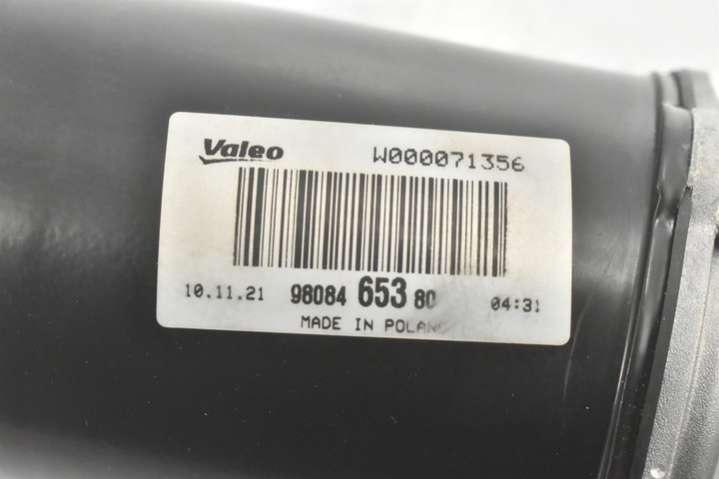 Valeo W000071356
10.11.21 98084 653 80 04:31
MADE IN POLAND